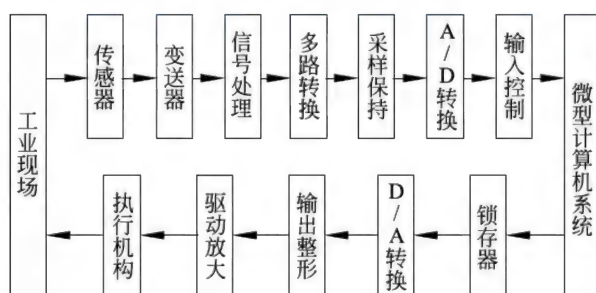 工业现场
传感器
变送器
信号处理
多路转换
采样保持
A/D转换
输入控制
微型计算机系统
执行机构
驱动放大
输出整形
D/A转换
锁存器